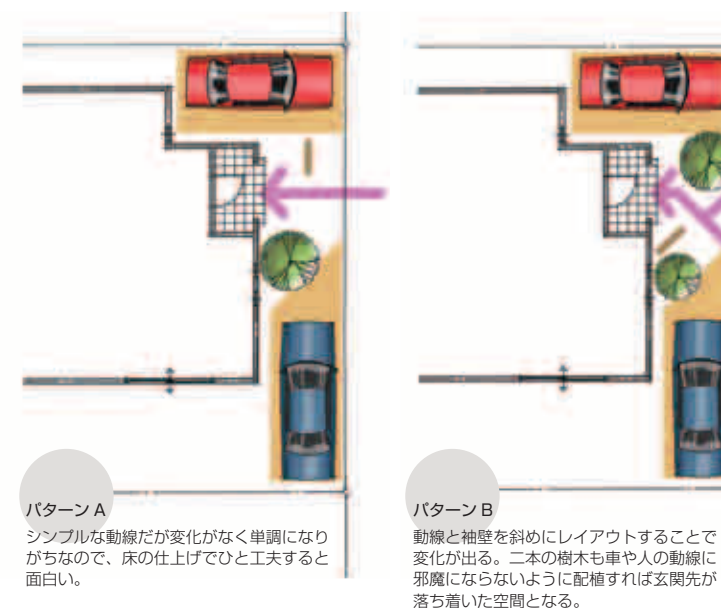 パターン A
シンプルな動線だが変化がなく単調になり
がちなので、床の仕上げでひと工夫すると
面白い。
パターン B
動線と袖壁を斜めにレイアウトすることで
変化が出る。二本の樹木も車や人の動線に
邪魔にならないように配植すれば玄関先が
落ち着いた空間となる。